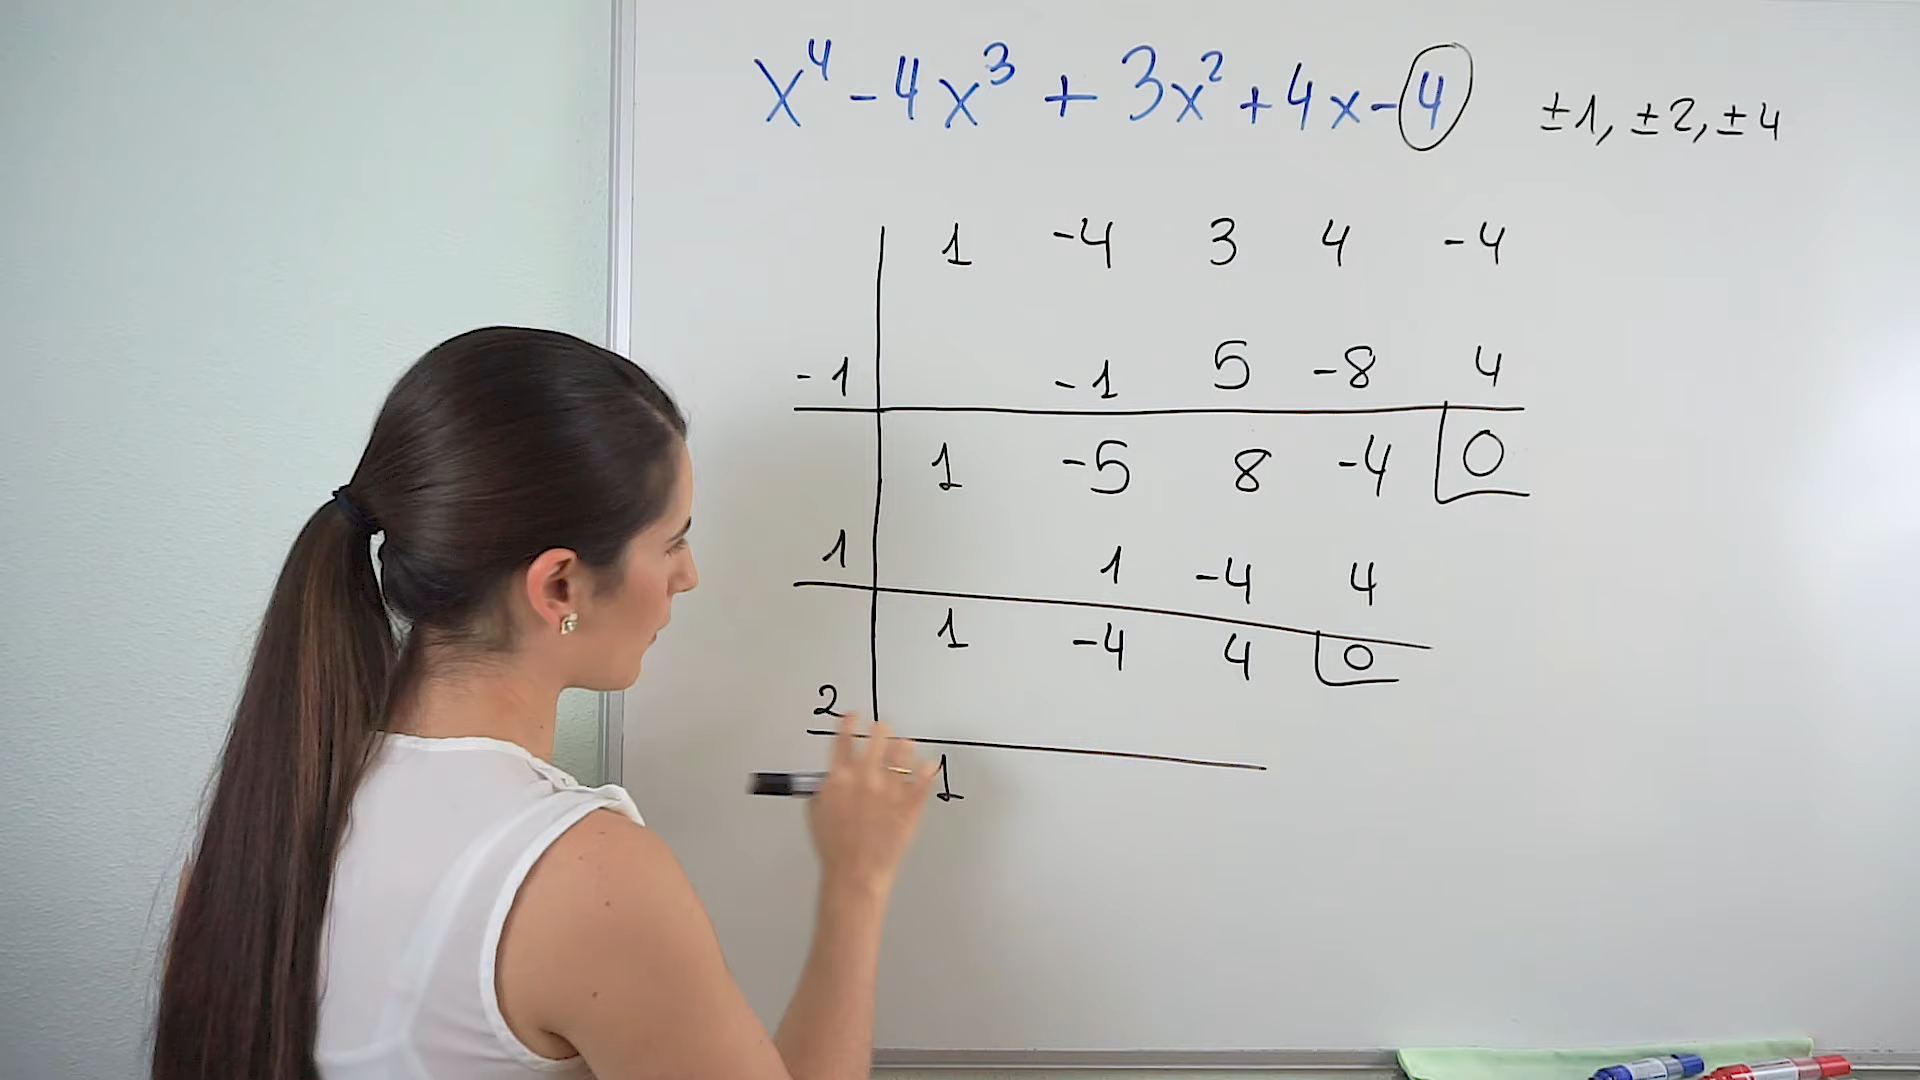 x⁴ - 4x³ + 3x² + 4x - 4 ±1, ±2, ±4
1 -4 3 4 -4
-1 -1 5 -8 4
1 -5 8 -4 0
1 1 -4 4
1 -4 4 0
2
1